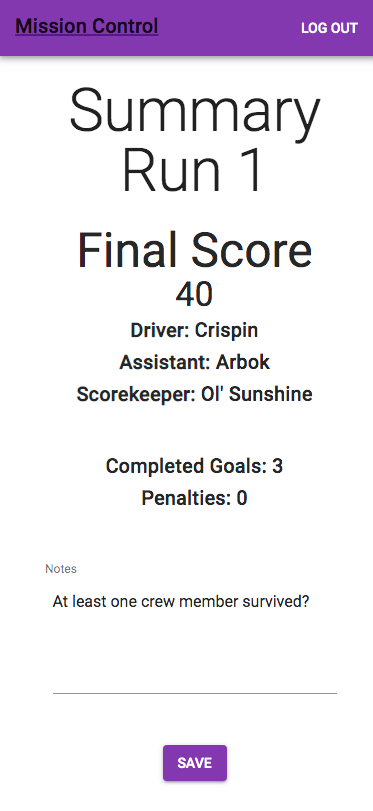 Mission Control LOG OUT
Summary
Run 1
Final Score
40
Driver: Crispin
Assistant: Arbok
Scorekeeper: Ol' Sunshine
Completed Goals: 3
Penalties: 0
Notes
At least one crew member survived?
SAVE